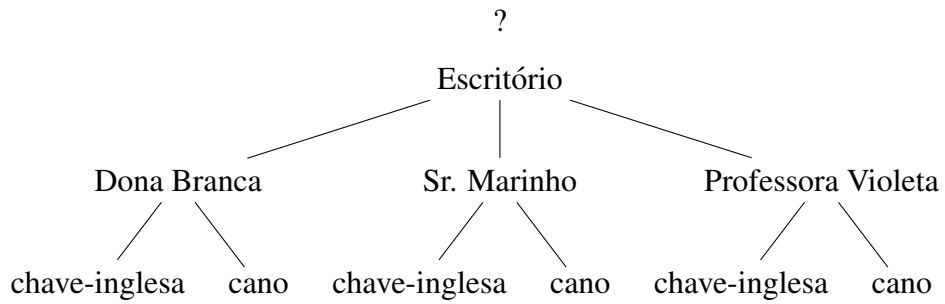 ?
Escritório
Dona Branca Sr. Marinho Professora Violeta
chave-inglesa cano chave-inglesa cano chave-inglesa cano